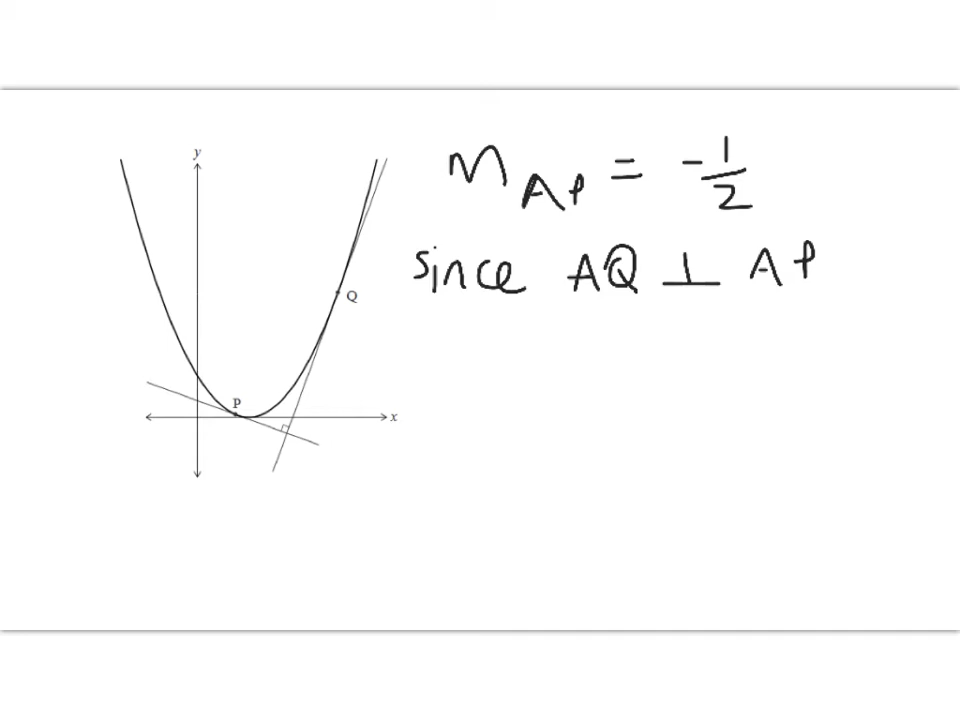 y
M_AP = -1/2
since AQ ⊥ AP
Q
P
x